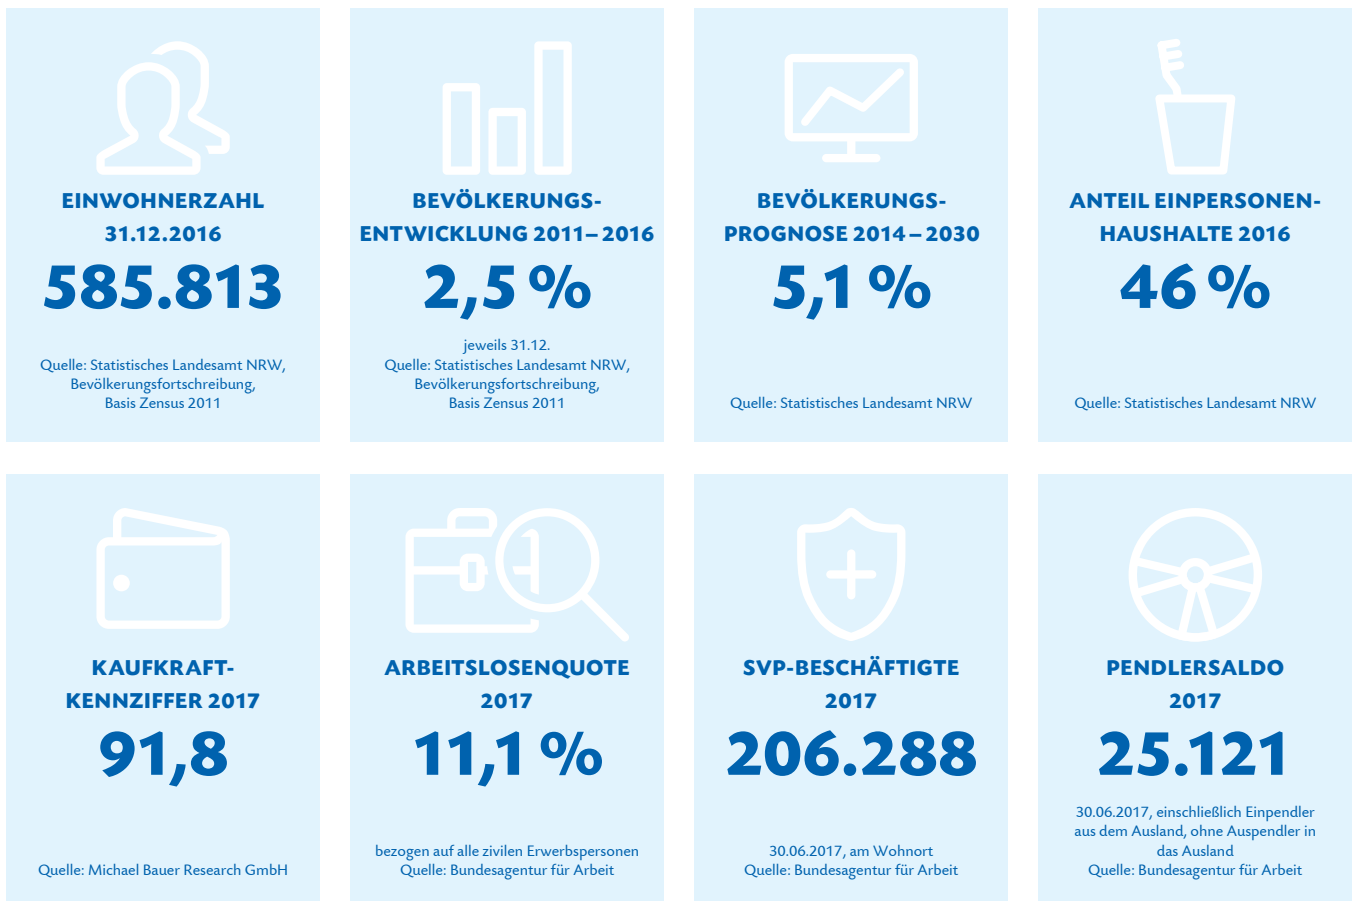 EINWOHNERZAHL
31.12.2016
585.813
Quelle: Statistisches Landesamt NRW,
Bevölkerungsfortschreibung,
Basis Zensus 2011
BEVÖLKERUNGS-
ENTWICKLUNG 2011–2016
2,5 %
jeweils 31.12.
Quelle: Statistisches Landesamt NRW,
Bevölkerungsfortschreibung,
Basis Zensus 2011
BEVÖLKERUNGS-
PROGNOSE 2014–2030
5,1 %
Quelle: Statistisches Landesamt NRW
ANTEIL EINPERSONEN-
HAUSHALTE 2016
46 %
Quelle: Statistisches Landesamt NRW
KAUFKRAFT-
KENNZIFFER 2017
91,8
Quelle: Michael Bauer Research GmbH
ARBEITSLOSENQUOTE
2017
11,1 %
bezogen auf alle zivilen Erwerbspersonen
Quelle: Bundesagentur für Arbeit
SVP-BESCHÄFTIGTE
2017
206.288
30.06.2017, am Wohnort
Quelle: Bundesagentur für Arbeit
PENDLERSALDO
2017
25.121
30.06.2017, einschließlich Einpendler
aus dem Ausland, ohne Auspendler in
das Ausland
Quelle: Bundesagentur für Arbeit